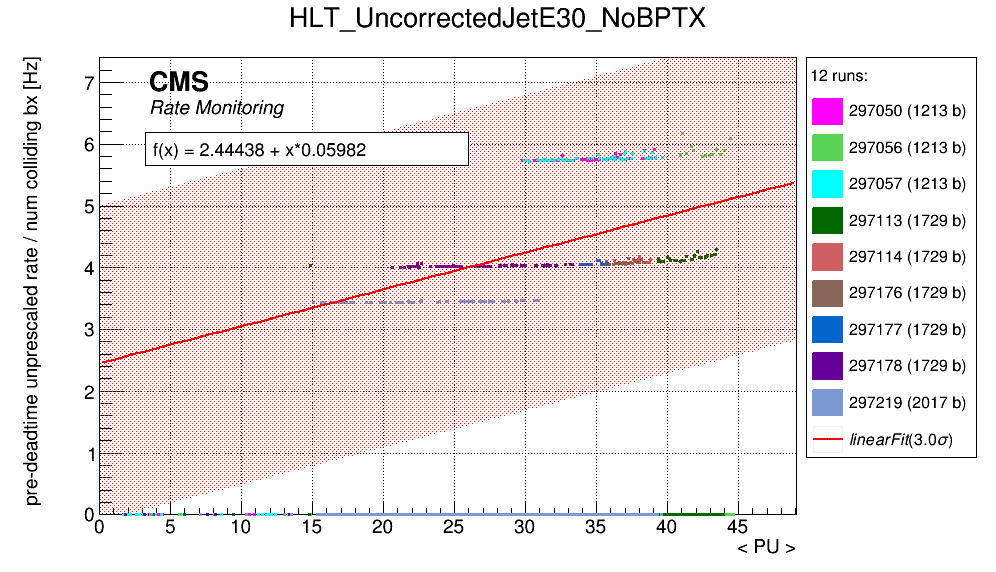 HLT_UncorrectedJetE30_NoBPTX
pre-deadtime unprescaled rate / num colliding bx [Hz]
CMS
Rate Monitoring
f(x) = 2.44438 + x*0.05982
7
6
5
4
3
2
1
0
0 5 10 15 20 25 30 35 40 45
< PU >
12 runs:
297050 (1213 b)
297056 (1213 b)
297057 (1213 b)
297113 (1729 b)
297114 (1729 b)
297176 (1729 b)
297177 (1729 b)
297178 (1729 b)
297219 (2017 b)
linearFit(3.0σ)